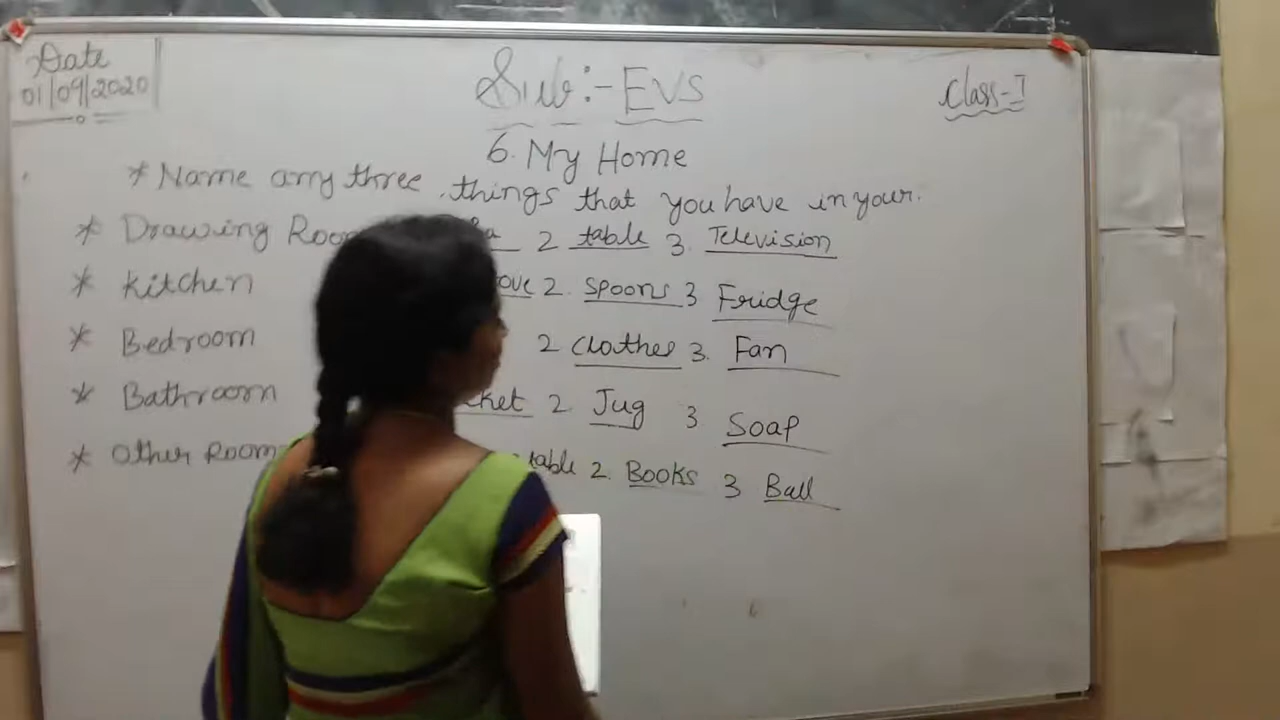 Date
01/09/2020
Sub:- EVS
Class-I
6. My Home
* Name any three things that you have in your.
* Drawing 2 table 3. Television
* Kitchen 2. Spoons 3 Fridge
* Bedroom 2 Clothes 3. Fan
* Bathroom 2. Jug 3 Soap
* Other Room table 2. Books 3 Ball